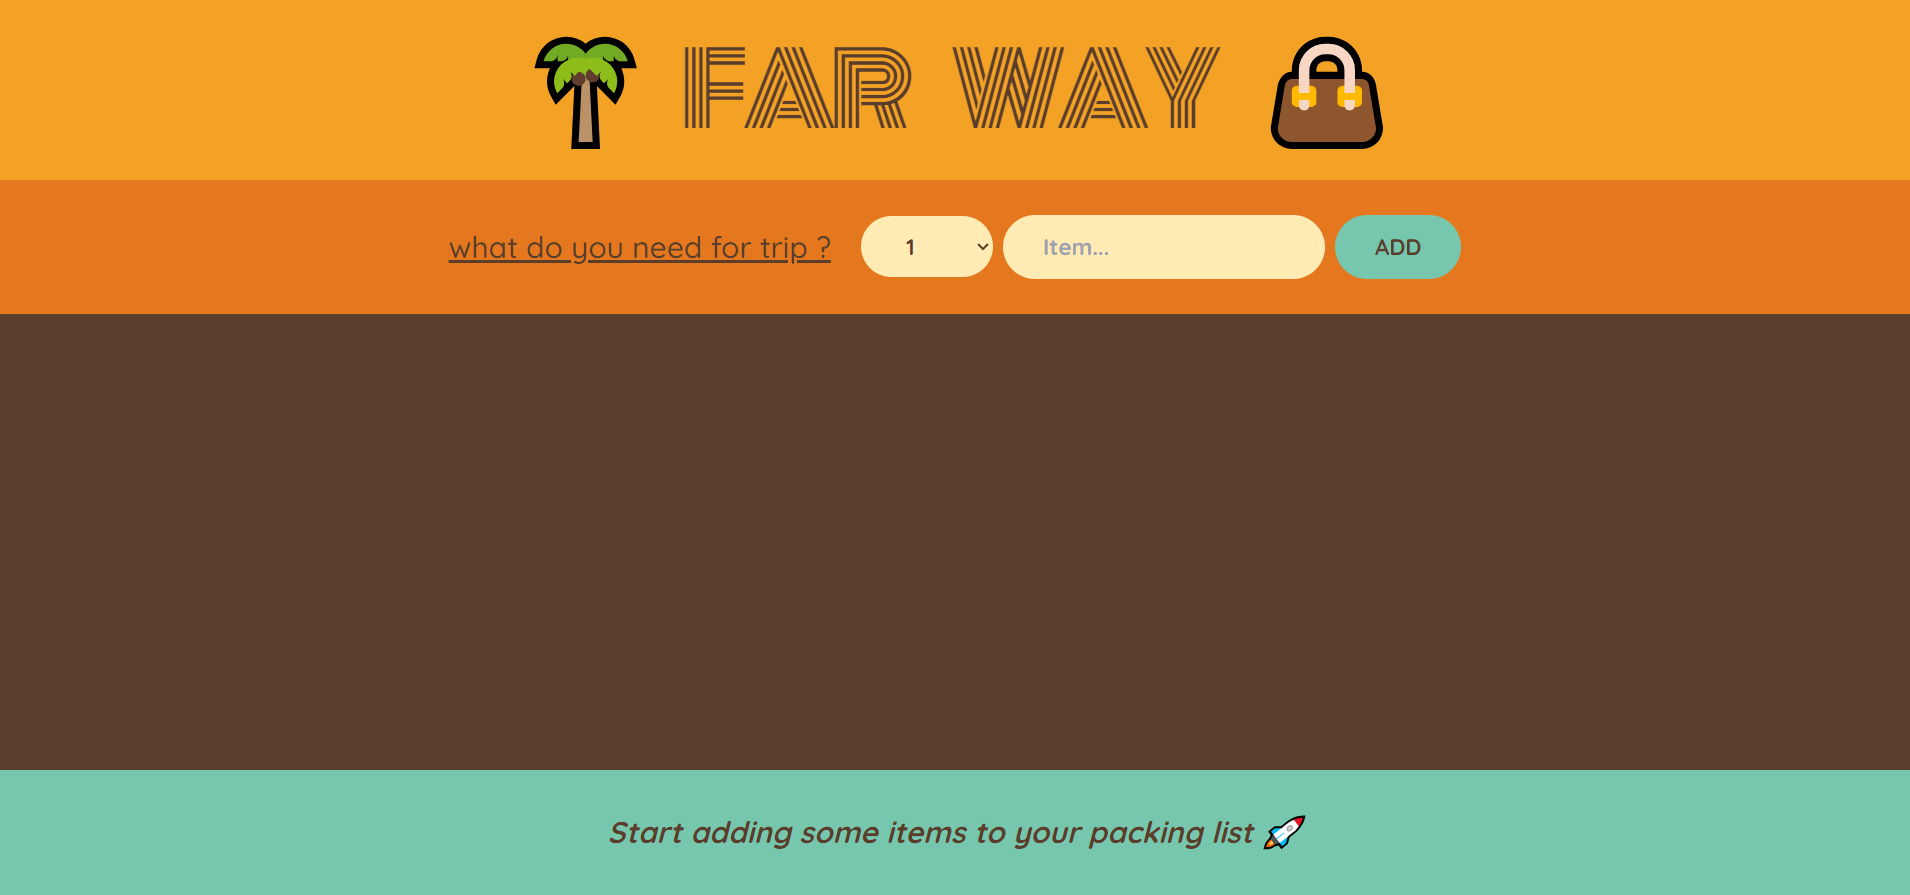 FAR WAY
what do you need for trip ?
1
Item...
ADD
Start adding some items to your packing list 🚀